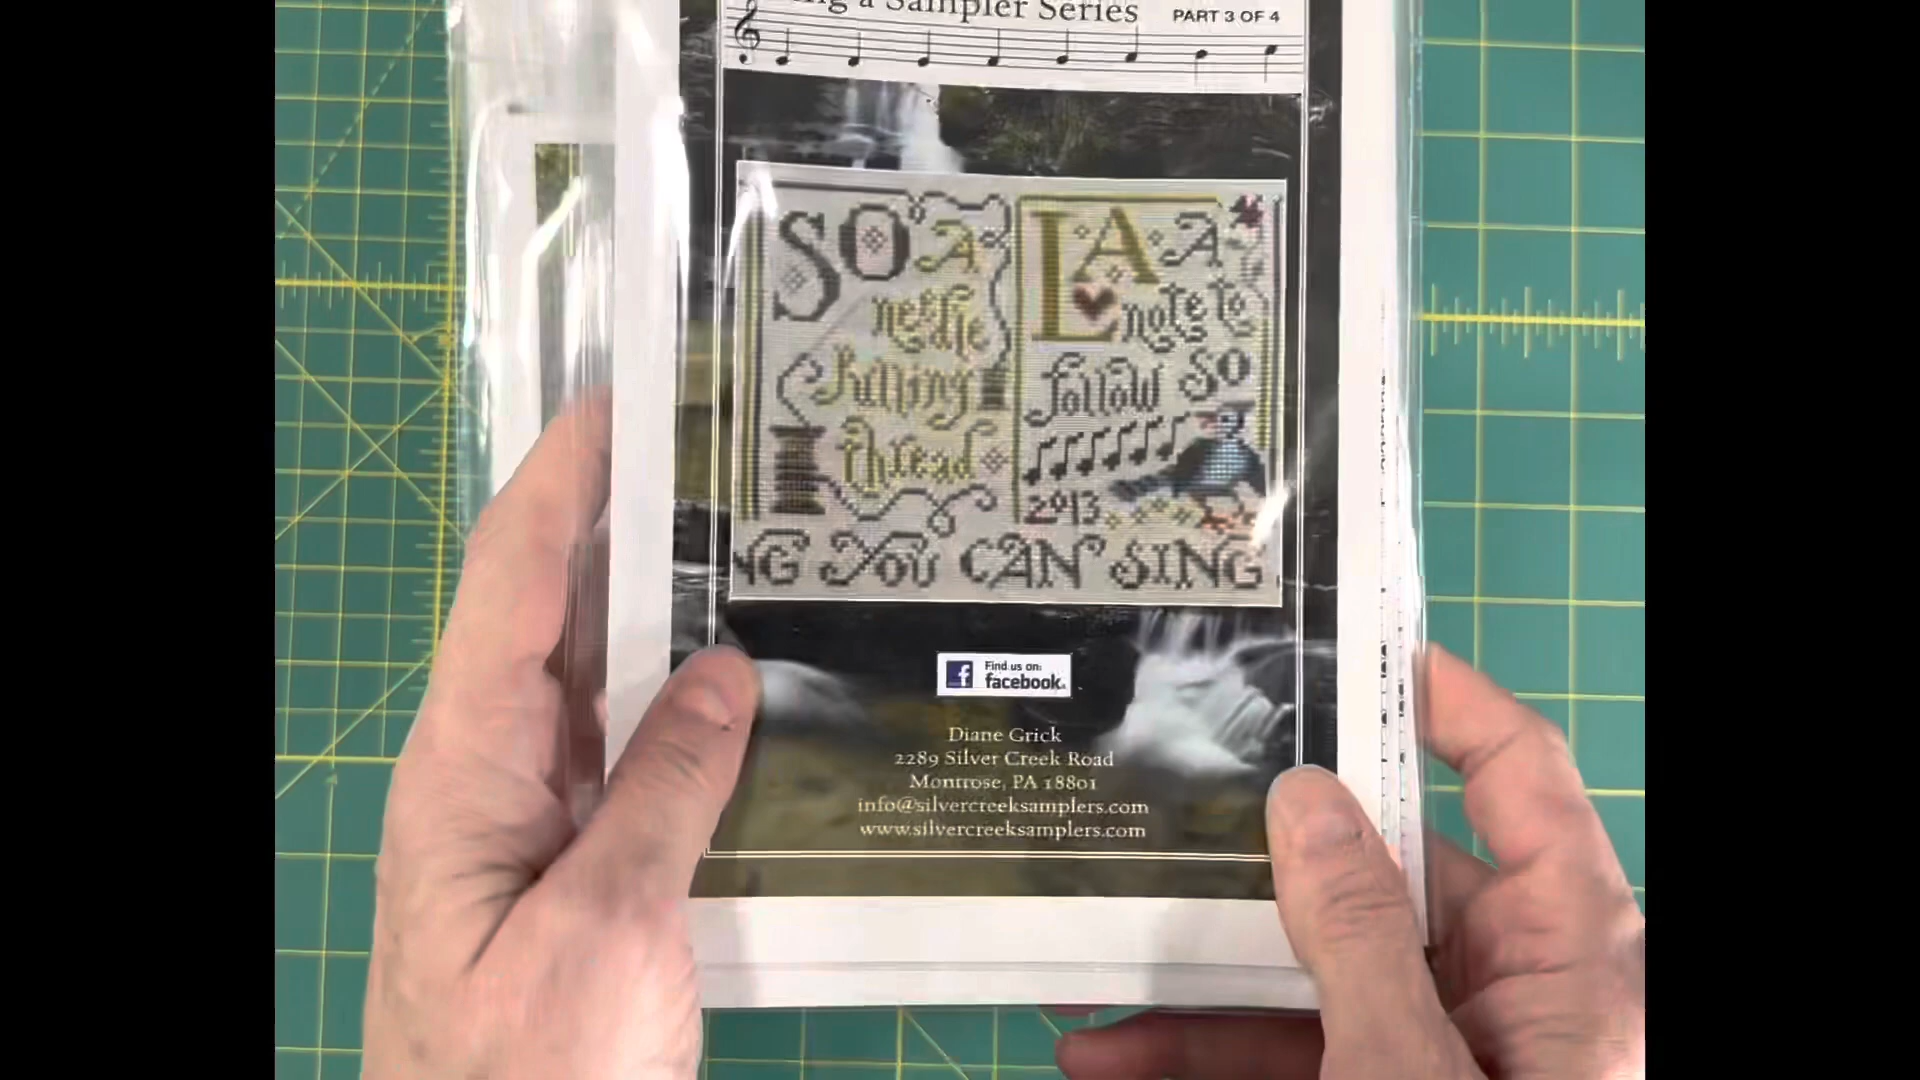 ng a Sampler Series PART 3 OF 4
SO A
needle
Pulling
thread
LA A
note to
follow SO
2013
NG YOU CAN SING
Find us on:
facebook.
Diane Grick
2289 Silver Creek Road
Montrose, PA 18801
info@silvercreeksamplers.com
www.silvercreeksamplers.com